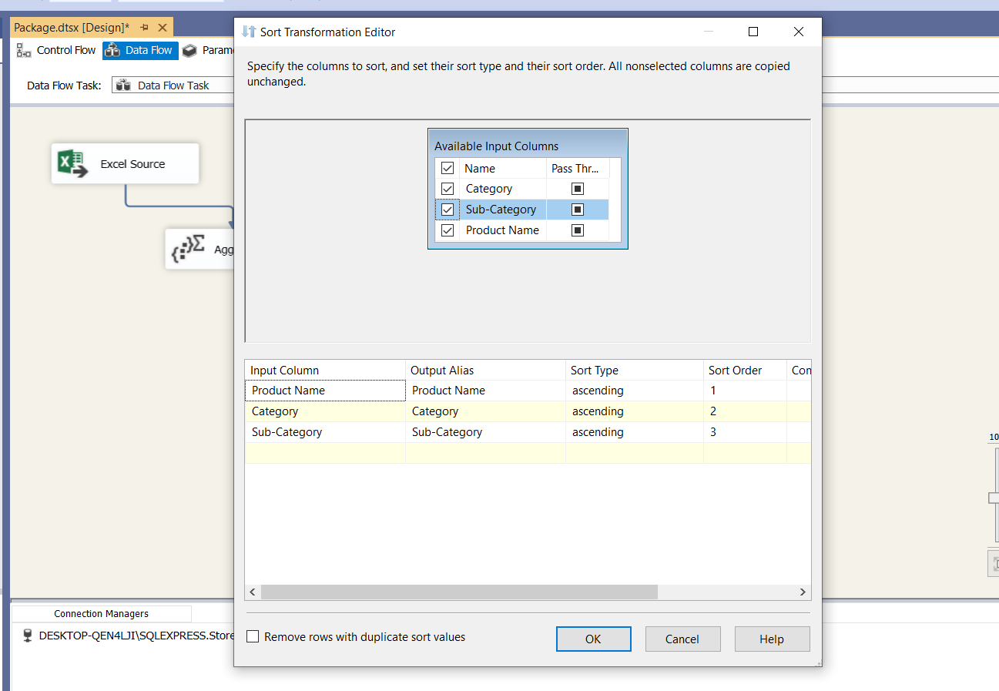 Package.dtsx [Design]*
Control Flow Data Flow Param
Data Flow Task: Data Flow Task
Excel Source
Agg
Sort Transformation Editor
Specify the columns to sort, and set their sort type and their sort order. All nonselected columns are copied
unchanged.
Available Input Columns
Name Pass Thr...
Category
Sub-Category
Product Name
Input Column Output Alias Sort Type Sort Order Con
Product Name Product Name ascending 1
Category Category ascending 2
Sub-Category Sub-Category ascending 3
Remove rows with duplicate sort values
OK Cancel Help
10
Connection Managers
DESKTOP-QEN4LJI\SQLEXPRESS.Store